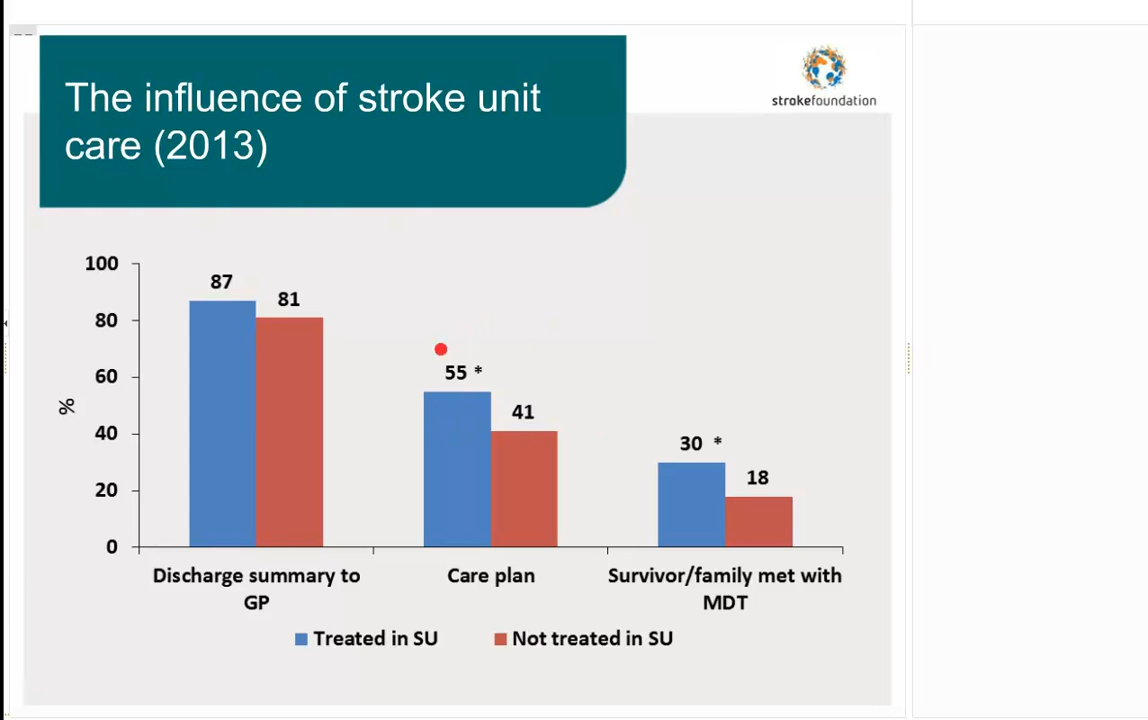 The influence of stroke unit
care (2013)
strokefoundation
100
80
60
40
20
0
%
87
81
55 *
41
30 *
18
Discharge summary to
GP
Care plan
Survivor/family met with
MDT
Treated in SU
Not treated in SU